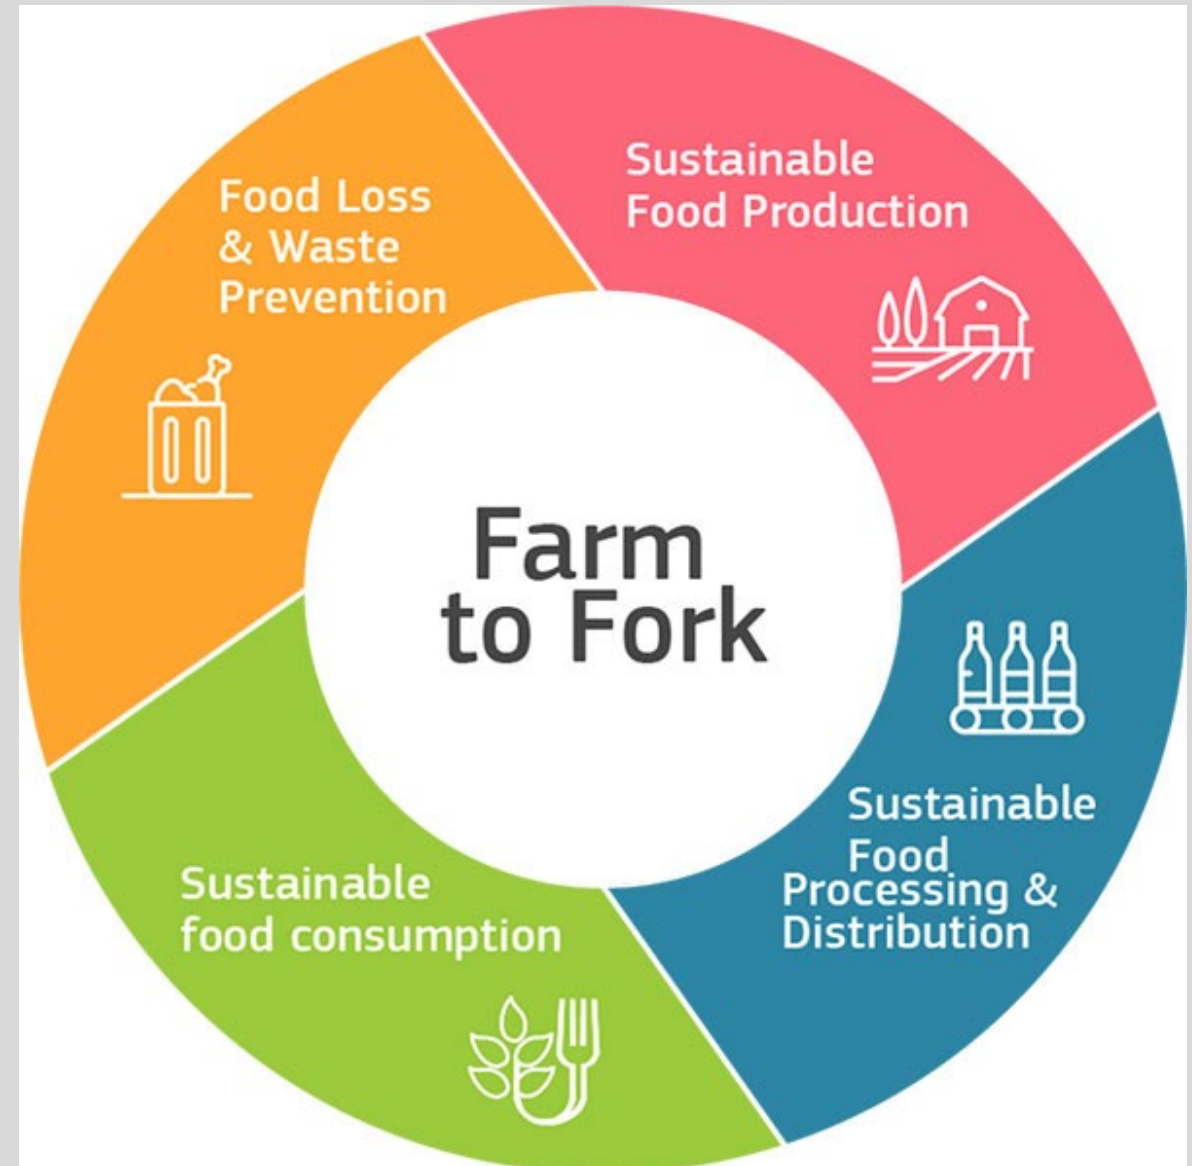 Sustainable
Food Production
Food Loss
& Waste
Prevention
Farm
to Fork
Sustainable
Food
Processing &
Distribution
Sustainable
food consumption